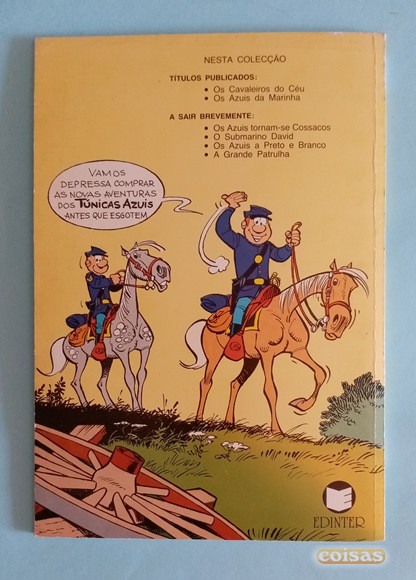 NESTA COLECÇÃO
TÍTULOS PUBLICADOS:
• Os Cavaleiros do Céu
• Os Azuis da Marinha
A SAIR BREVEMENTE:
• Os Azuis tornam-se Cossacos
• O Submarino David
• Os Azuis a Preto e Branco
• A Grande Patrulha
VAMOS
DEPRESSA COMPRAR
AS NOVAS AVENTURAS
DOS TÚNICAS AZUIS
ANTES QUE ESGOTEM
EDINTER
coisas